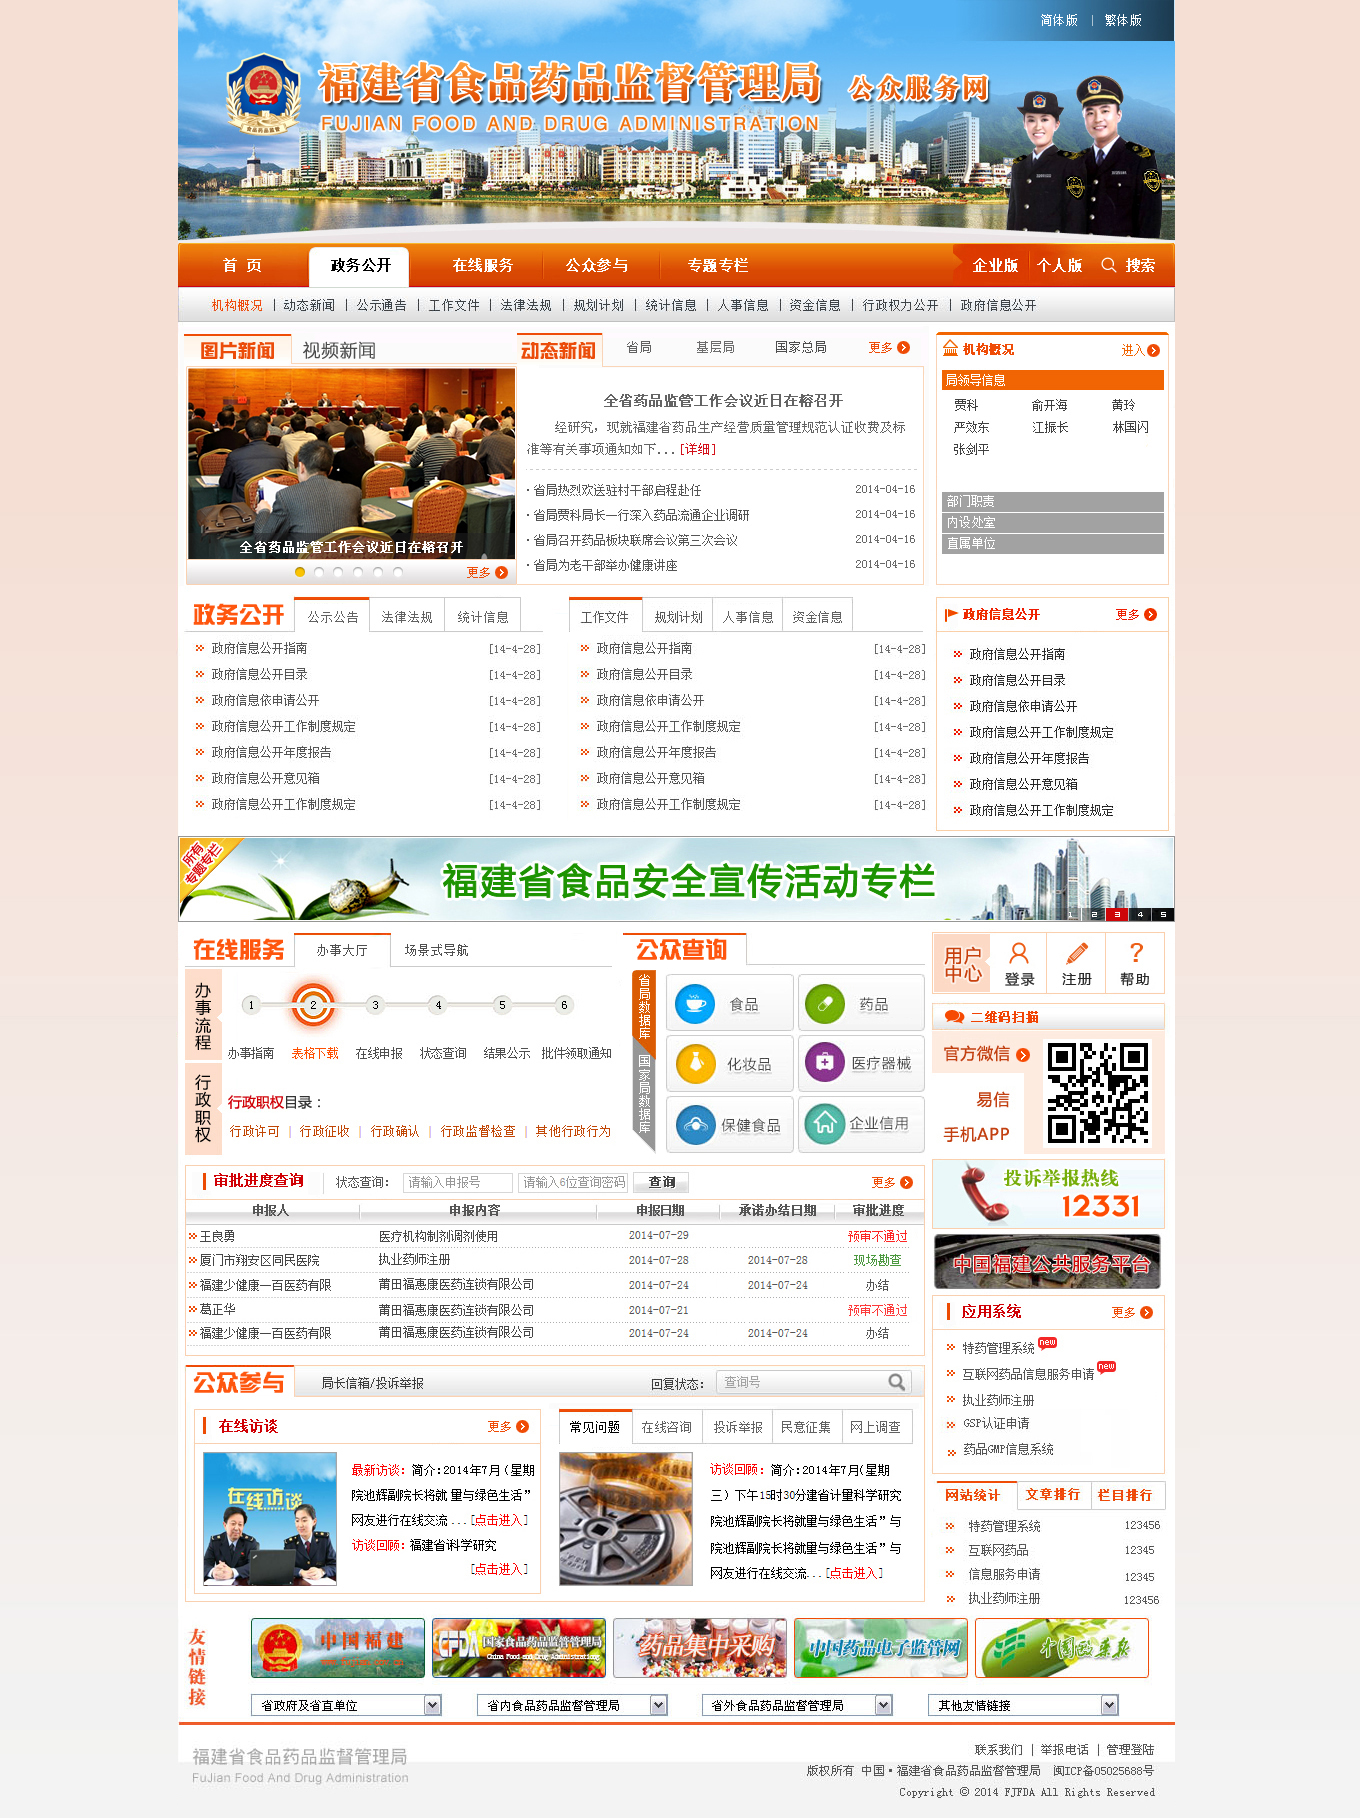 简体版 | 繁体版
福建省食品药品监督管理局 公众服务网
FUJIAN FOOD AND DRUG ADMINISTRATION
食品药品监督
首 页 政务公开 在线服务 公众参与 专题专栏 企业版 个人版 搜索
机构概况 | 动态新闻 | 公示通告 | 工作文件 | 法律法规 | 规划计划 | 统计信息 | 人事信息 | 资金信息 | 行政权力公开 | 政府信息公开
图片新闻 视频新闻
全省药品监管工作会议近日在榕召开
更多
动态新闻 省局 基层局 国家总局 更多
全省药品监管工作会议近日在榕召开
经研究，现就福建省药品生产经营质量管理规范认证收费及标
准等有关事项通知如下...[详细]
·省局热烈欢送驻村干部启程赴任 2014-04-16
·省局贾科局长一行深入药品流通企业调研 2014-04-16
·省局召开药品板块联席会议第三次会议 2014-04-16
·省局为老干部举办健康讲座 2014-04-16
机构概况 进入
局领导信息
贾科 俞开海 黄玲
严效东 江振长 林国闪
张剑平
部门职责
内设处室
直属单位
政务公开 公示公告 法律法规 统计信息
政府信息公开指南 [14-4-28]
政府信息公开目录 [14-4-28]
政府信息依申请公开 [14-4-28]
政府信息公开工作制度规定 [14-4-28]
政府信息公开年度报告 [14-4-28]
政府信息公开意见箱 [14-4-28]
政府信息公开工作制度规定 [14-4-28]
工作文件 规划计划 人事信息 资金信息
政府信息公开指南 [14-4-28]
政府信息公开目录 [14-4-28]
政府信息依申请公开 [14-4-28]
政府信息公开工作制度规定 [14-4-28]
政府信息公开年度报告 [14-4-28]
政府信息公开意见箱 [14-4-28]
政府信息公开工作制度规定 [14-4-28]
政府信息公开 更多
政府信息公开指南
政府信息公开目录
政府信息依申请公开
政府信息公开工作制度规定
政府信息公开年度报告
政府信息公开意见箱
政府信息公开工作制度规定
所有
专题专栏
福建省食品安全宣传活动专栏
1 2 3 4 5
在线服务 办事大厅 场景式导航
办事流程
1 2 3 4 5 6
办事指南 表格下载 在线申报 状态查询 结果公示 批件领取通知
行政职权
行政职权目录：
行政许可 | 行政征收 | 行政确认 | 行政监督检查 | 其他行政行为
公众查询
省局数据库
国家局数据库
食品 药品
化妆品 医疗器械
保健食品 企业信用
用户
中心
登录 注册 帮助
二维码扫描
官方微信
易信
手机APP
投诉举报热线
12331
中国福建公共服务平台
审批进度查询 状态查询： 请输入申报号 请输入6位查询密码 查询 更多
申报人 申报内容 申报日期 承诺办结日期 审批进度
王良勇 医疗机构制剂调剂使用 2014-07-29 预审不通过
厦门市翔安区同民医院 执业药师注册 2014-07-28 2014-07-28 现场勘查
福建少健康一百医药有限 莆田福惠康医药连锁有限公司 2014-07-24 2014-07-24 办结
葛正华 莆田福惠康医药连锁有限公司 2014-07-21 预审不通过
福建少健康一百医药有限 莆田福惠康医药连锁有限公司 2014-07-24 2014-07-24 办结
应用系统 更多
特药管理系统 new
互联网药品信息服务申请 new
执业药师注册
GSP认证申请
药品GMP信息系统
公众参与 局长信箱/投诉举报 回复状态： 查询号
在线访谈 更多
在线访谈
最新访谈：简介:2014年7月（星期
院池辉副院长将就 量与绿色生活”
网友进行在线交流 ...[点击进入]
访谈回顾：福建省i科学研究
[点击进入]
常见问题 在线咨询 投诉举报 民意征集 网上调查
访谈回顾：简介:2014年7月(星期
三）下午15时30分建省计量科学研究
院池辉副院长将就量与绿色生活”与
院池辉副院长将就量与绿色生活”与
网友进行在线交流...[点击进入]
网站统计 文章排行 栏目排行
特药管理系统 123456
互联网药品 12345
信息服务申请 12345
执业药师注册 123456
友情链接
中国福建
CFDA 国家食品药品监督管理局
China Food and Drug Administration
药品集中采购
中国药品电子监管网
省政府及省直单位 省内食品药品监督管理局 省外食品药品监督管理局 其他友情链接
福建省食品药品监督管理局
FuJian Food And Drug Administration
联系我们 | 举报电话 | 管理登陆
版权所有 中国·福建省食品药品监督管理局 闽ICP备05025688号
Copyright © 2014 FJFDA All Rights Reserved